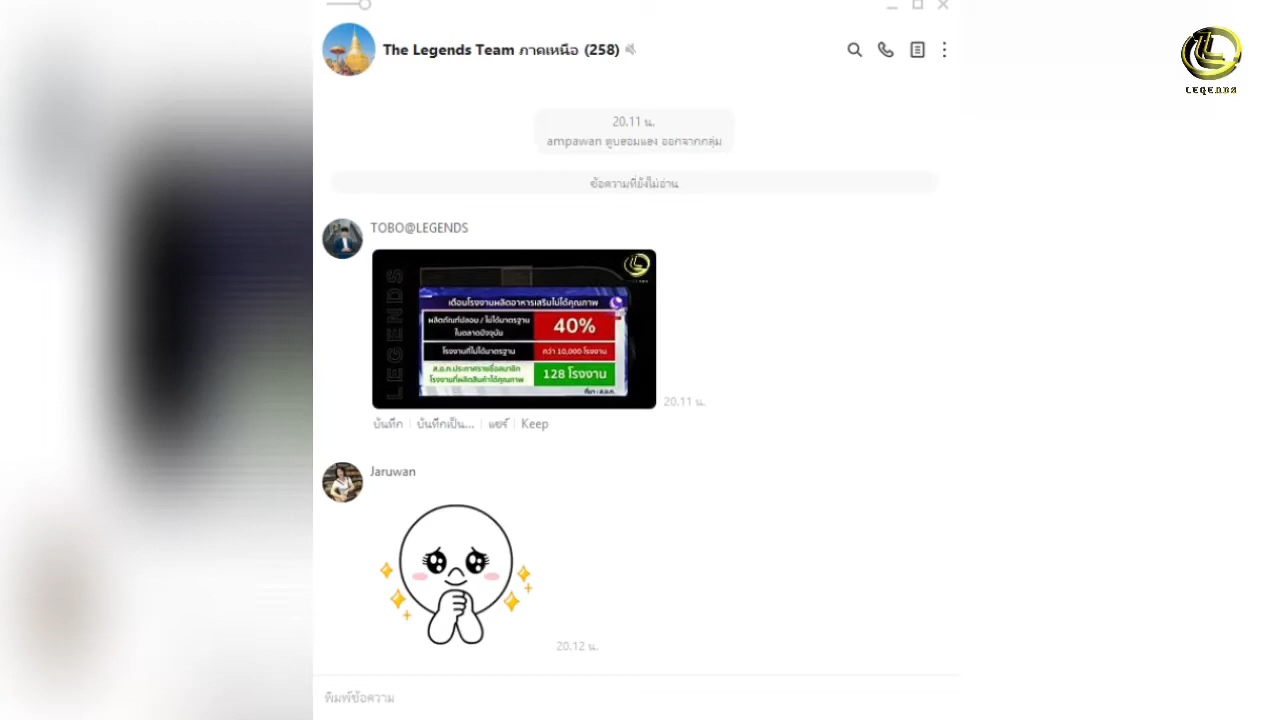 The Legends Team ภาคเหนือ (258)
LEGENDS
20.11 น.
ampawan ตูบซอมแซง ออกจากกลุ่ม
ข้อความที่ยังไม่อ่าน
TOBO@LEGENDS
LEGENDS
เตือนโรงงานผลิตอาหารเสริมไม่ได้คุณภาพ
ผลิตภัณฑ์ปลอม / ไม่ได้มาตรฐาน
ในตลาดปัจจุบัน
40%
โรงงานที่ไม่ได้มาตรฐาน
กว่า 10,000 โรงงาน
ส.อ.ท.ประกาศรายชื่อสมาชิก
โรงงานที่ผลิตสินค้าได้คุณภาพ
128 โรงงาน
ที่มา : ส.อ.ท.
20.11 น.
บันทึก บันทึกเป็น... แชร์ Keep
Jaruwan
20.12 น.
พิมพ์ข้อความ